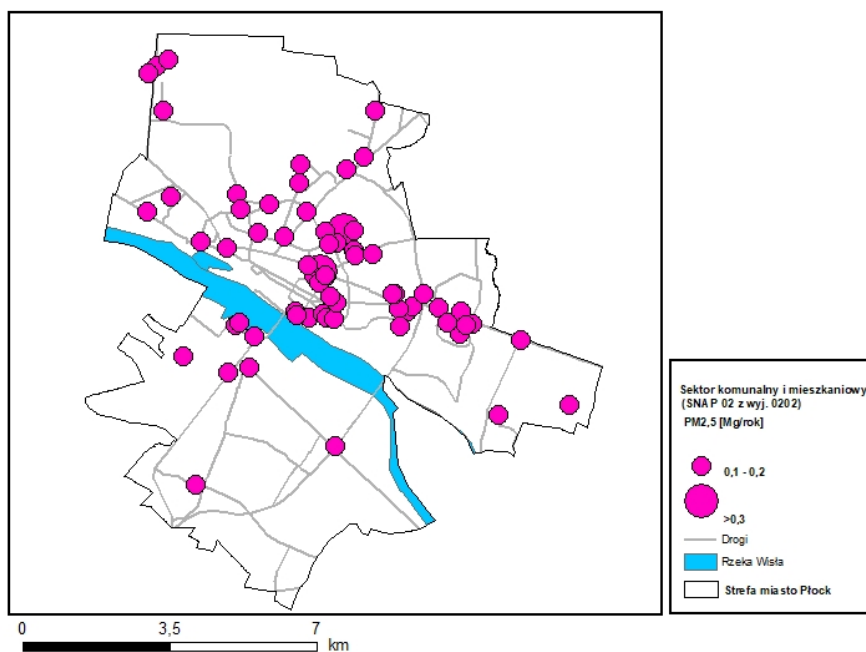 Sektor komunalny i mieszkaniowy
(SNAP 02 z wyj. 0202)
PM2,5 [Mg/rok]
0,1 - 0,2
>0,3
Drogi
Rzeka Wisła
Strefa miasto Płock
0 3,5 7
km